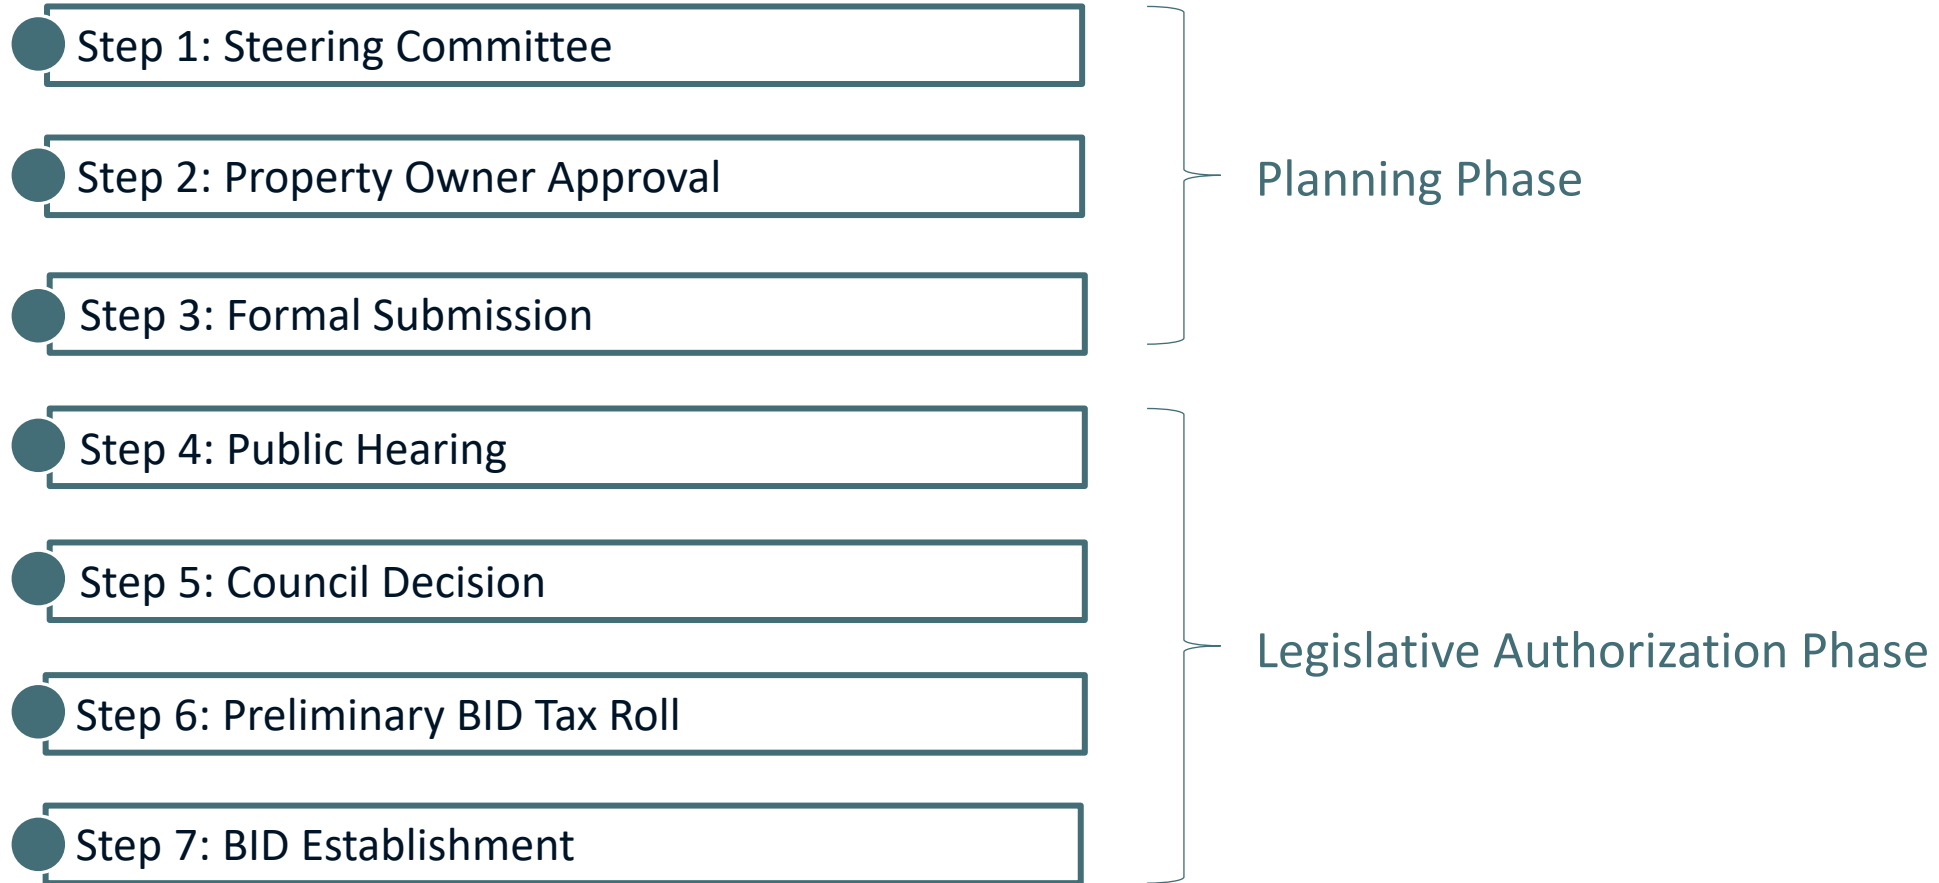 Step 1: Steering Committee
Step 2: Property Owner Approval
Planning Phase
Step 3: Formal Submission
Step 4: Public Hearing
Step 5: Council Decision
Legislative Authorization Phase
Step 6: Preliminary BID Tax Roll
Step 7: BID Establishment